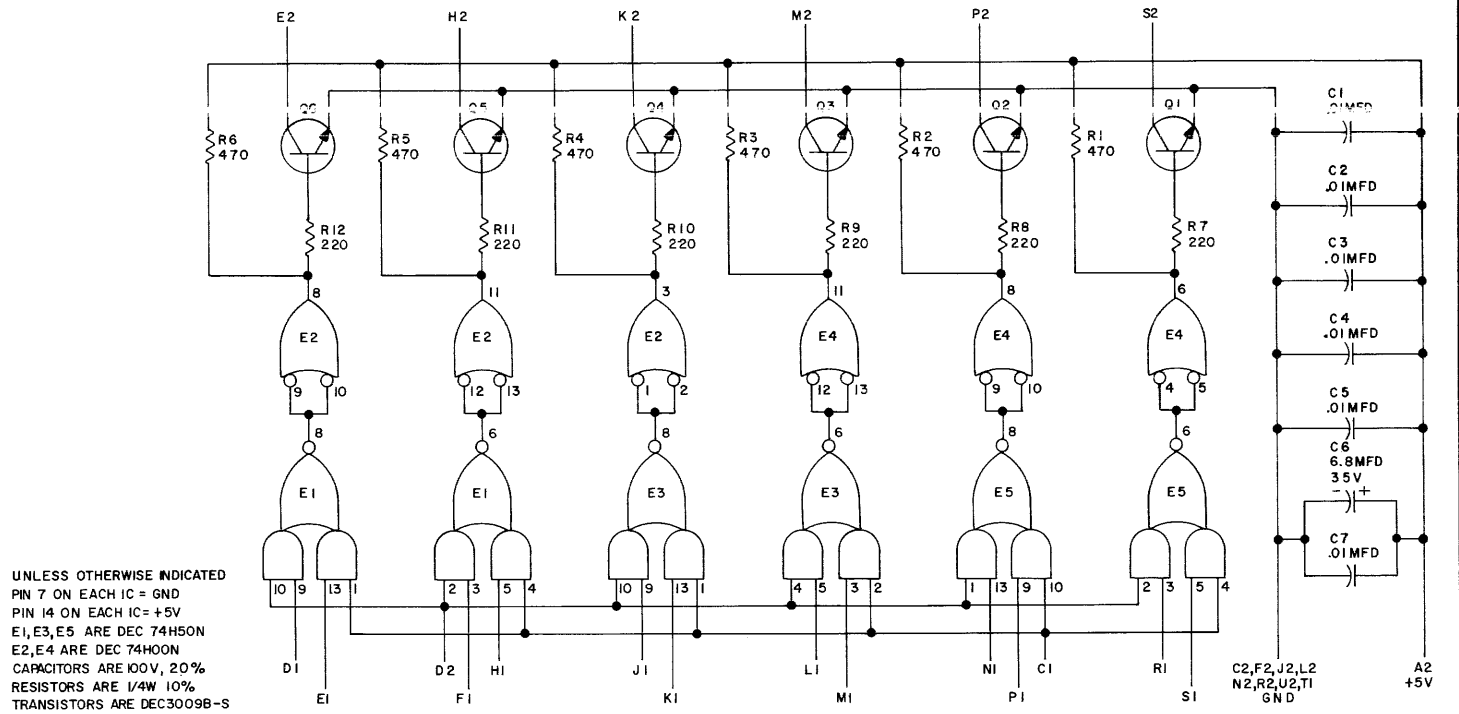 E2 H2 K2 M2 P2 S2
Q6 Q5 Q4 Q3 Q2 Q1
C1
.01MFD
R6
470
R5
470
R4
470
R3
470
R2
470
R1
470
C2
.01MFD
R12
220
R11
220
R10
220
R9
220
R8
220
R7
220
C3
.01MFD
8 11 3 11 8 6
C4
.01MFD
E2 E2 E2 E4 E4 E4
9 10 12 13 1 2 12 13 9 10 4 5
C5
.01MFD
8 6 8 6 8 6
C6
6.8MFD
35V
- +
E1 E1 E3 E3 E5 E5
C7
.01MFD
10 9 13 1 2 3 5 4 10 9 13 1 4 5 3 2 1 13 9 10 2 3 5 4
UNLESS OTHERWISE INDICATED
PIN 7 ON EACH IC = GND
PIN 14 ON EACH IC = +5V
E1, E3, E5 ARE DEC 74H50N
E2, E4 ARE DEC 74H00N
CAPACITORS ARE 100V, 20%
RESISTORS ARE 1/4W 10%
TRANSISTORS ARE DEC3009B-S
D1 D2 H1 J1 L1 N1 C1 R1
E1 F1 K1 M1 P1 S1
C2,F2,J2,L2
N2,R2,U2,T1
GND
A2
+5V